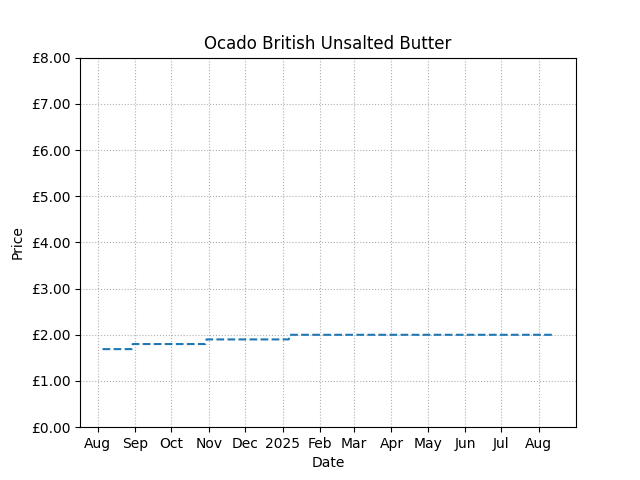 Ocado British Unsalted Butter
£8.00
£7.00
£6.00
£5.00
£4.00
£3.00
£2.00
£1.00
£0.00
Price
Aug Sep Oct Nov Dec 2025 Feb Mar Apr May Jun Jul Aug
Date